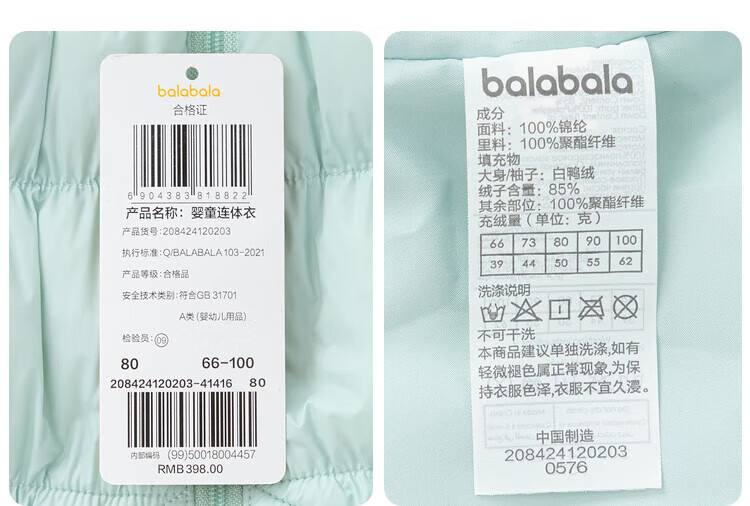 balabala
合格证
6904383818822
产品名称：婴童连体衣
产品货号：208424120203
执行标准：Q/BALABALA 103-2021
产品等级：合格品
安全技术类别：符合GB 31701
A类 (婴幼儿用品)
检验员：09
80 66-100
208424120203-41416 80
内部编码 (99)50018004457
RMB398.00
balabala
成分
面料：100%锦纶
里料：100%聚酯纤维
填充物
大身/袖子：白鸭绒
绒子含量：85%
其余部位：100%聚酯纤维
充绒量（单位：克）
66 73 80 90 100
39 44 50 55 62
洗涤说明
不可干洗
本商品建议单独洗涤,如有
轻微褪色属正常现象,为保
持衣服色泽,衣服不宜久浸。
中国制造
208424120203
0576